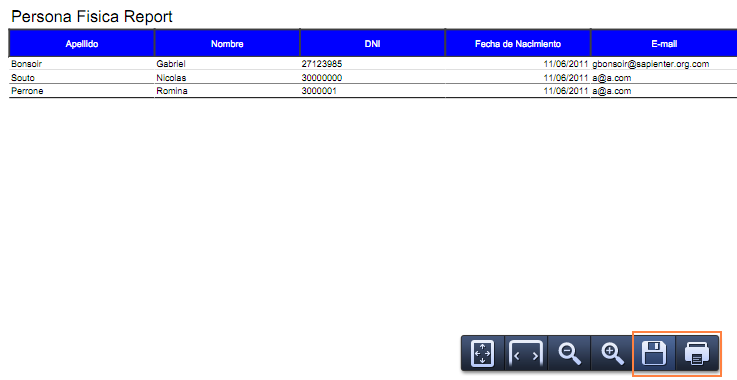 Persona Fisica Report
Apellido Nombre DNI Fecha de Nacimiento E-mail
Bonsoir Gabriel 27123985 11/06/2011 gbonsoir@sapienter.org.com
Souto Nicolas 30000000 11/06/2011 a@a.com
Perrone Romina 3000001 11/06/2011 a@a.com